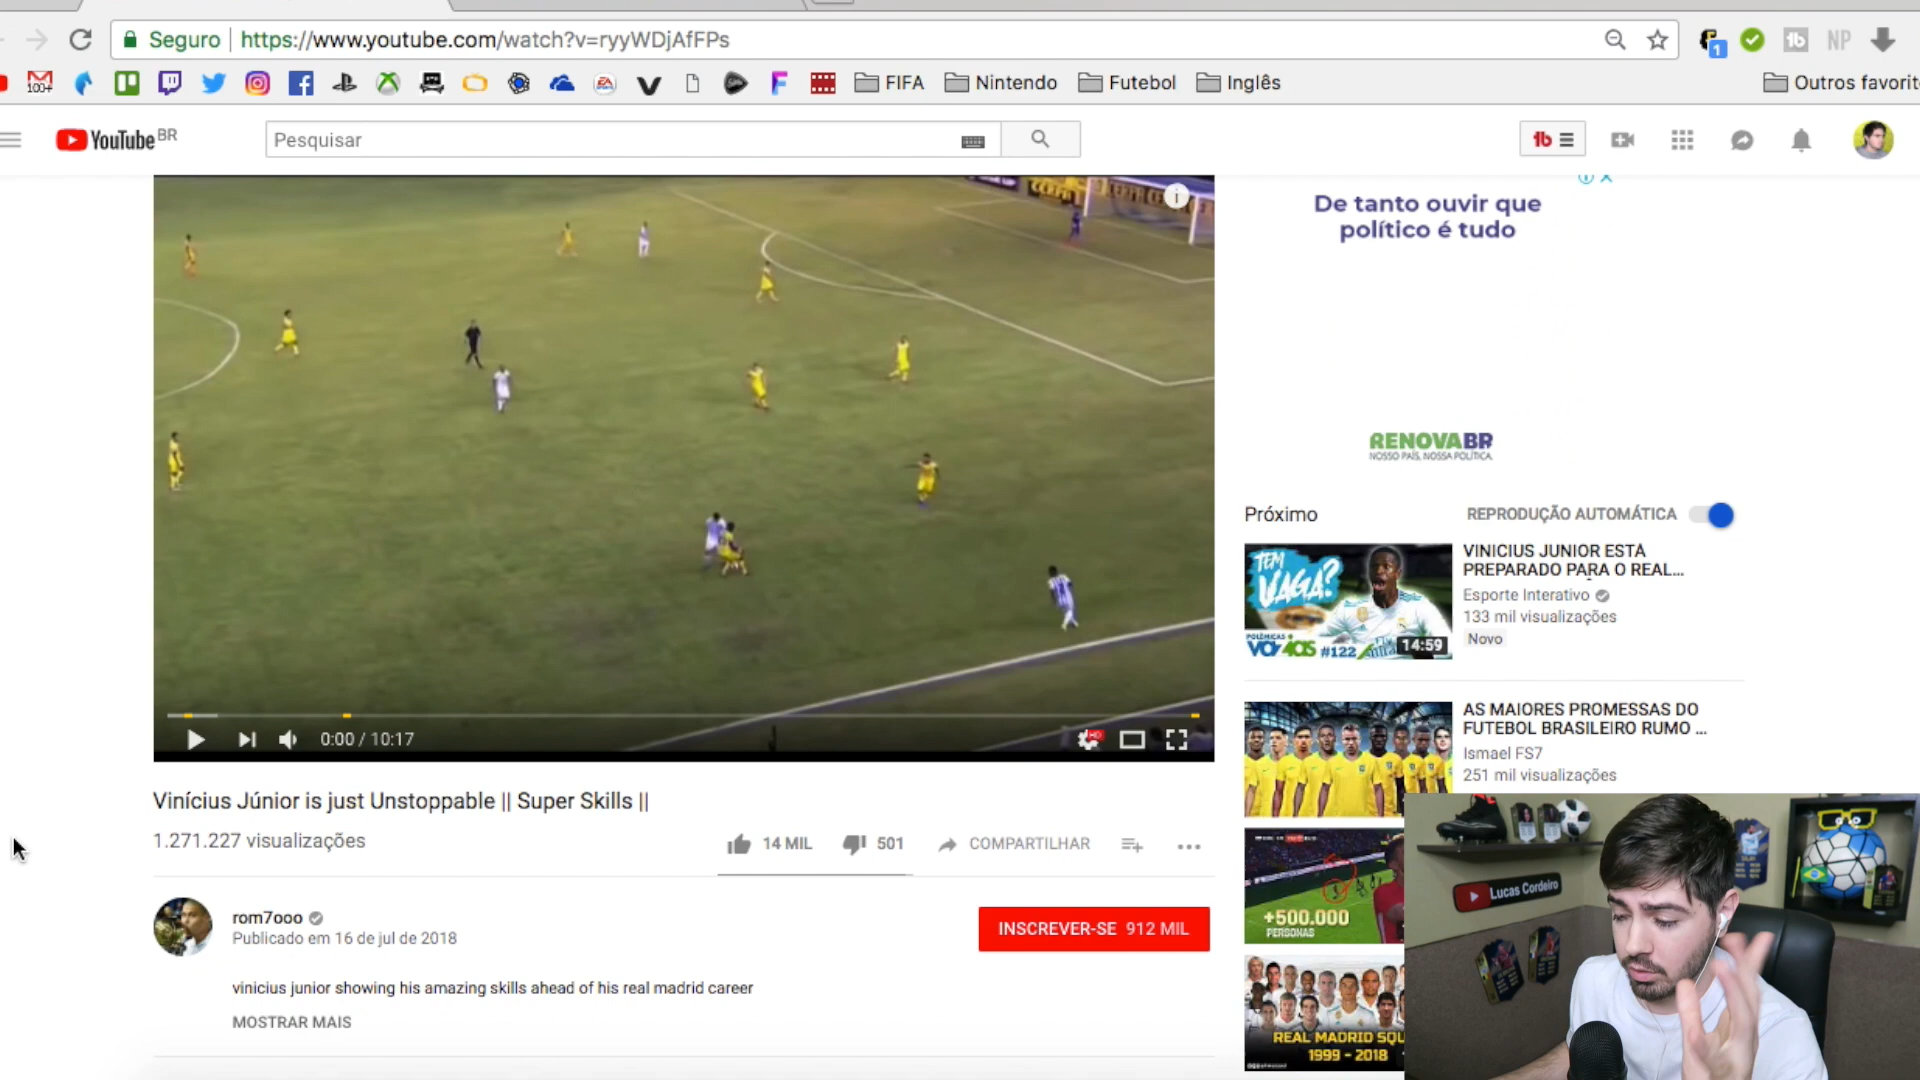 Seguro https://www.youtube.com/watch?v=ryyWDjAfFPs
1
NP
100+
FIFA
Nintendo
Futebol
Inglês
Outros favorit
YouTube BR
Pesquisar
De tanto ouvir que
político é tudo
RENOVABR
NOSSO PAÍS, NOSSA POLÍTICA.
0:00 / 10:17
HD
Próximo
REPRODUÇÃO AUTOMÁTICA
TEM
VAGA?
POLÊMICAS
VAZIAS #122
14:59
VINICIUS JUNIOR ESTÁ
PREPARADO PARA O REAL...
Esporte Interativo
133 mil visualizações
Novo
AS MAIORES PROMESSAS DO
FUTEBOL BRASILEIRO RUMO ...
Ismael FS7
251 mil visualizações
Vinícius Júnior is just Unstoppable || Super Skills ||
1.271.227 visualizações
14 MIL
501
COMPARTILHAR
rom7ooo
Publicado em 16 de jul de 2018
INSCREVER-SE 912 MIL
vinicius junior showing his amazing skills ahead of his real madrid career
MOSTRAR MAIS
+500.000
PERSONAS
REAL MADRID SQU
1999 - 2018
Lucas Cordeiro